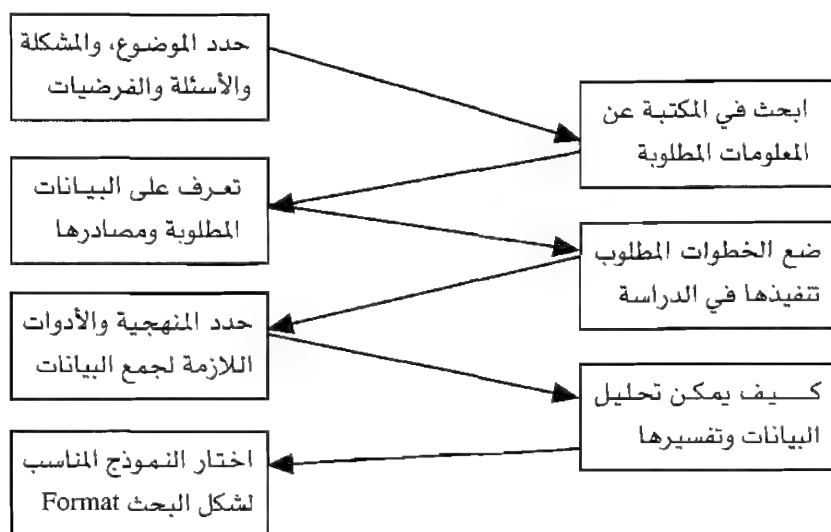 حدد الموضوع، والمشكلة
والأسئلة والفرضيات
ابحث في المكتبة عن
المعلومات المطلوبة
تعرف على البيانات
المطلوبة ومصادرها
ضع الخطوات المطلوب
تنفيذها في الدراسة
حدد المنهجية والأدوات
اللازمة لجمع البيانات
كيف يمكن تحليل
البيانات وتفسيرها
اختار النموذج المناسب
لشكل البحث Format